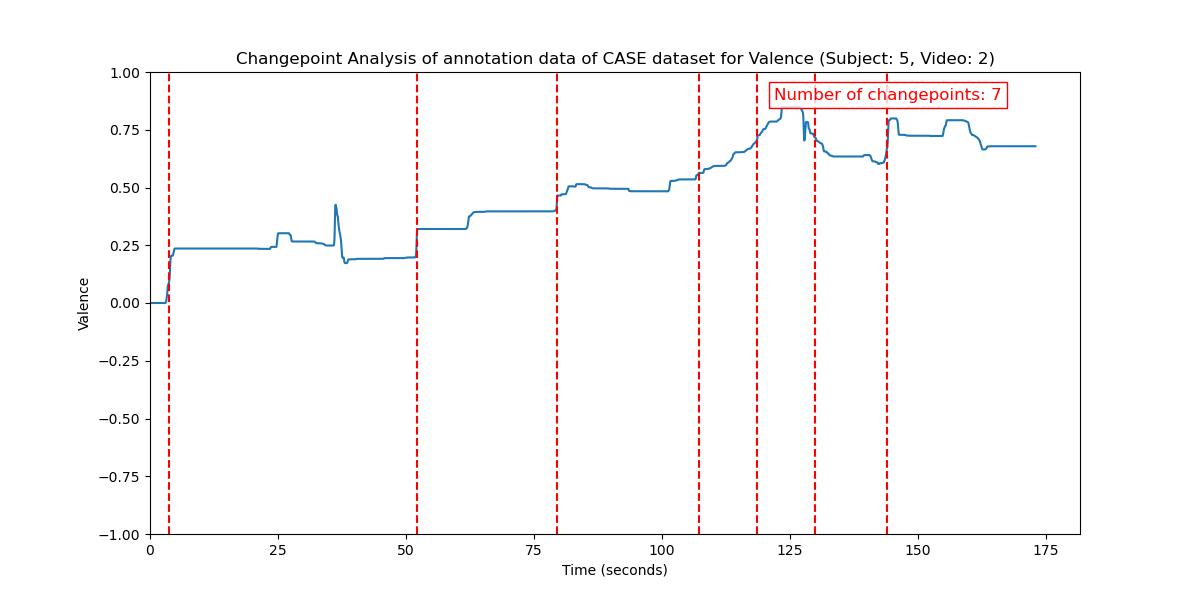 Changepoint Analysis of annotation data of CASE dataset for Valence (Subject: 5, Video: 2)
Number of changepoints: 7
1.00
0.75
0.50
0.25
0.00
−0.25
−0.50
−0.75
−1.00
Valence
0 25 50 75 100 125 150 175
Time (seconds)